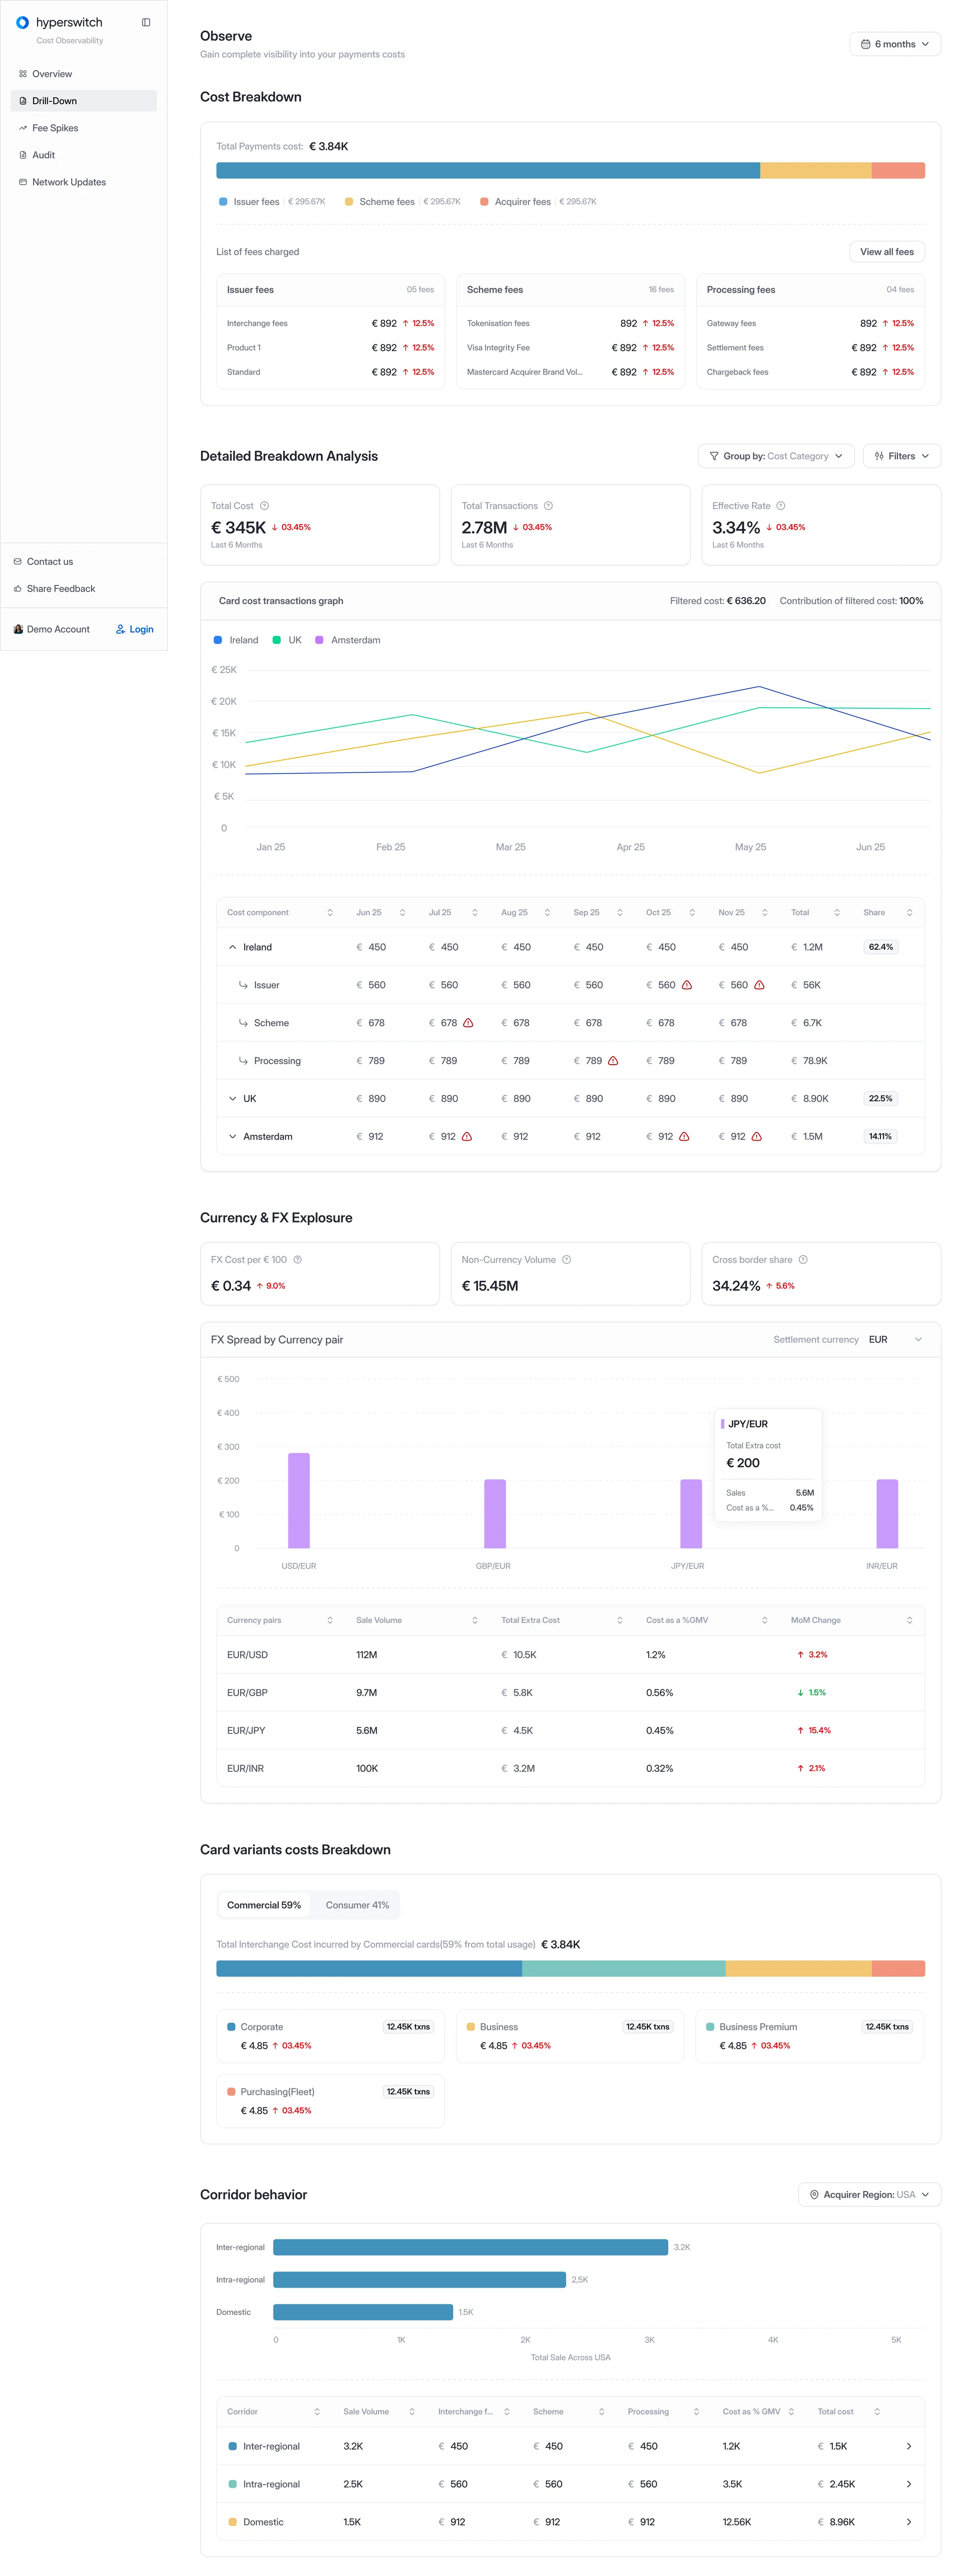 hyperswitch
Cost Observability
Overview
Drill-Down
Fee Spikes
Audit
Network Updates
Contact us
Share Feedback
Demo Account Login
Observe
Gain complete visibility into your payments costs
6 months
Cost Breakdown
Total Payments cost: € 3.84K
Issuer fees € 295.67K Scheme fees € 295.67K Acquirer fees € 295.67K
List of fees charged View all fees
Issuer fees 05 fees
Interchange fees € 892 ↑ 12.5%
Product 1 € 892 ↑ 12.5%
Standard € 892 ↑ 12.5%
Scheme fees 16 fees
Tokenisation fees 892 ↑ 12.5%
Visa Integrity Fee € 892 ↑ 12.5%
Mastercard Acquirer Brand Vol... € 892 ↑ 12.5%
Processing fees 04 fees
Gateway fees 892 ↑ 12.5%
Settlement fees € 892 ↑ 12.5%
Chargeback fees € 892 ↑ 12.5%
Detailed Breakdown Analysis
Group by: Cost Category Filters
Total Cost
€ 345K ↓ 03.45%
Last 6 Months
Total Transactions
2.78M ↓ 03.45%
Last 6 Months
Effective Rate
3.34% ↓ 03.45%
Last 6 Months
Card cost transactions graph Filtered cost: € 636.20 Contribution of filtered cost: 100%
Ireland UK Amsterdam
€ 25K
€ 20K
€ 15K
€ 10K
€ 5K
0
Jan 25 Feb 25 Mar 25 Apr 25 May 25 Jun 25
Cost component Jun 25 Jul 25 Aug 25 Sep 25 Oct 25 Nov 25 Total Share
Ireland € 450 € 450 € 450 € 450 € 450 € 450 € 1.2M 62.4%
Issuer € 560 € 560 € 560 € 560 € 560 € 560 € 56K
Scheme € 678 € 678 € 678 € 678 € 678 € 678 € 6.7K
Processing € 789 € 789 € 789 € 789 € 789 € 789 € 78.9K
UK € 890 € 890 € 890 € 890 € 890 € 890 € 8.90K 22.5%
Amsterdam € 912 € 912 € 912 € 912 € 912 € 912 € 1.5M 14.11%
Currency & FX Explosure
FX Cost per € 100
€ 0.34 ↑ 9.0%
Non-Currency Volume
€ 15.45M
Cross border share
34.24% ↑ 5.6%
FX Spread by Currency pair Settlement currency EUR
€ 500
€ 400
€ 300
€ 200
€ 100
0
JPY/EUR
Total Extra cost
€ 200
Sales 5.6M
Cost as a %... 0.45%
USD/EUR GBP/EUR JPY/EUR INR/EUR
Currency pairs Sale Volume Total Extra Cost Cost as a %GMV MoM Change
EUR/USD 112M € 10.5K 1.2% ↑ 3.2%
EUR/GBP 9.7M € 5.8K 0.56% ↓ 1.5%
EUR/JPY 5.6M € 4.5K 0.45% ↑ 15.4%
EUR/INR 100K € 3.2M 0.32% ↑ 2.1%
Card variants costs Breakdown
Commercial 59% Consumer 41%
Total Interchange Cost incurred by Commercial cards(59% from total usage) € 3.84K
Corporate 12.45K txns
€ 4.85 ↑ 03.45%
Business 12.45K txns
€ 4.85 ↑ 03.45%
Business Premium 12.45K txns
€ 4.85 ↑ 03.45%
Purchasing(Fleet) 12.45K txns
€ 4.85 ↑ 03.45%
Corridor behavior
Acquirer Region: USA
Inter-regional 3.2K
Intra-regional 2,5K
Domestic 1.5K
0 1K 2K 3K 4K 5K
Total Sale Across USA
Corridor Sale Volume Interchange f... Scheme Processing Cost as % GMV Total cost
Inter-regional 3.2K € 450 € 450 € 450 1.2K € 1.5K
Intra-regional 2.5K € 560 € 560 € 560 3.5K € 2.45K
Domestic 1.5K € 912 € 912 € 912 12.56K € 8.96K